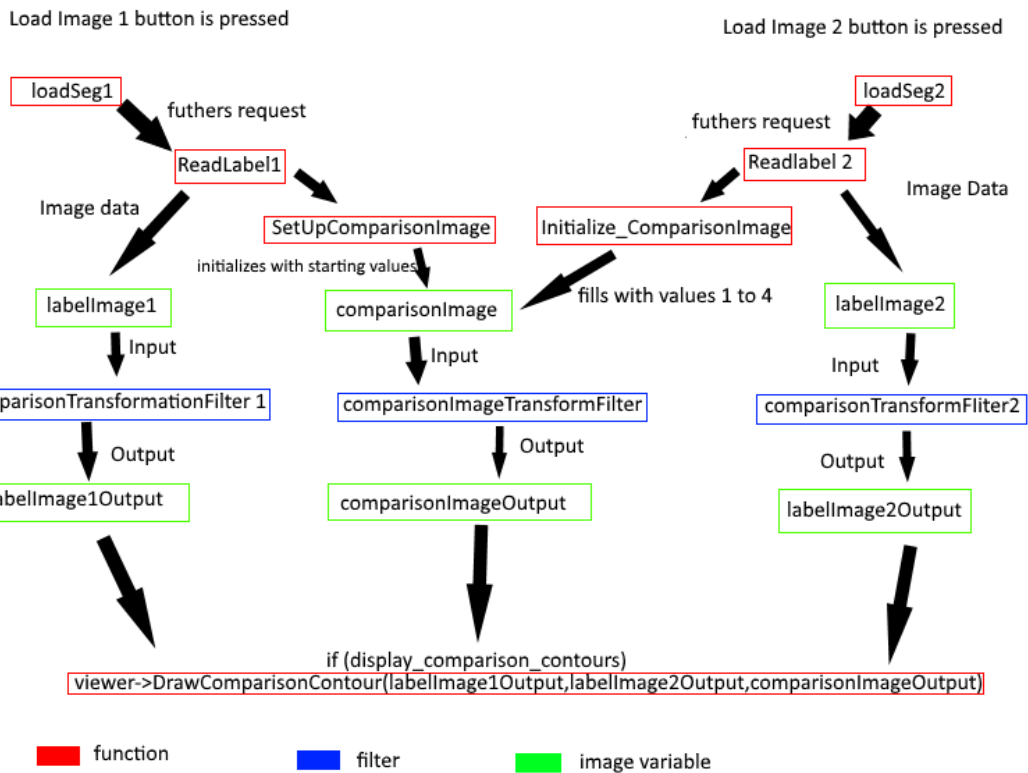 Load Image 1 button is pressed
Load Image 2 button is pressed
loadSeg1
loadSeg2
futhers request
futhers request
ReadLabel1
Readlabel 2
Image data
Image Data
SetUpComparisonImage
Initialize_ComparisonImage
initializes with starting values
fills with values 1 to 4
labelImage1
comparisonImage
labelImage2
Input
Input
Input
parisonTransformationFilter 1
comparisonImageTransformFilter
comparisonTransformFIiter2
Output
Output
Output
abelImage1Output
comparisonImageOutput
labelImage2Output
if (display_comparison_contours)
viewer->DrawComparisonContour(labelImage1Output,labelImage2Output,comparisonImageOutput)
function
filter
image variable